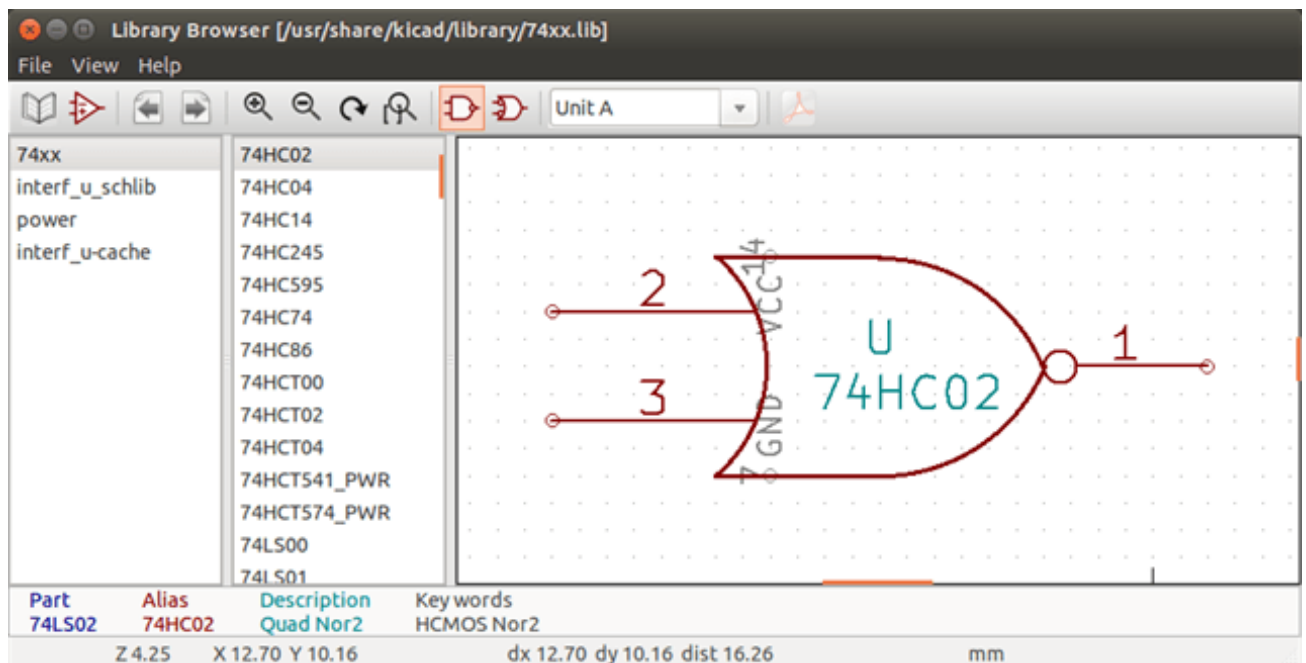 Library Browser [/usr/share/kicad/library/74xx.lib]
File View Help
Unit A
74xx
interf_u_schlib
power
interf_u-cache
74HC02
74HC04
74HC14
74HC245
74HC595
74HC74
74HC86
74HCT00
74HCT02
74HCT04
74HCT541_PWR
74HCT574_PWR
74LS00
74LS01
14
VCC
2
3
GND
7
U
74HC02
1
Part Alias Description Key words
74LS02 74HC02 Quad Nor2 HCMOS Nor2
Z 4.25 X 12.70 Y 10.16 dx 12.70 dy 10.16 dist 16.26 mm